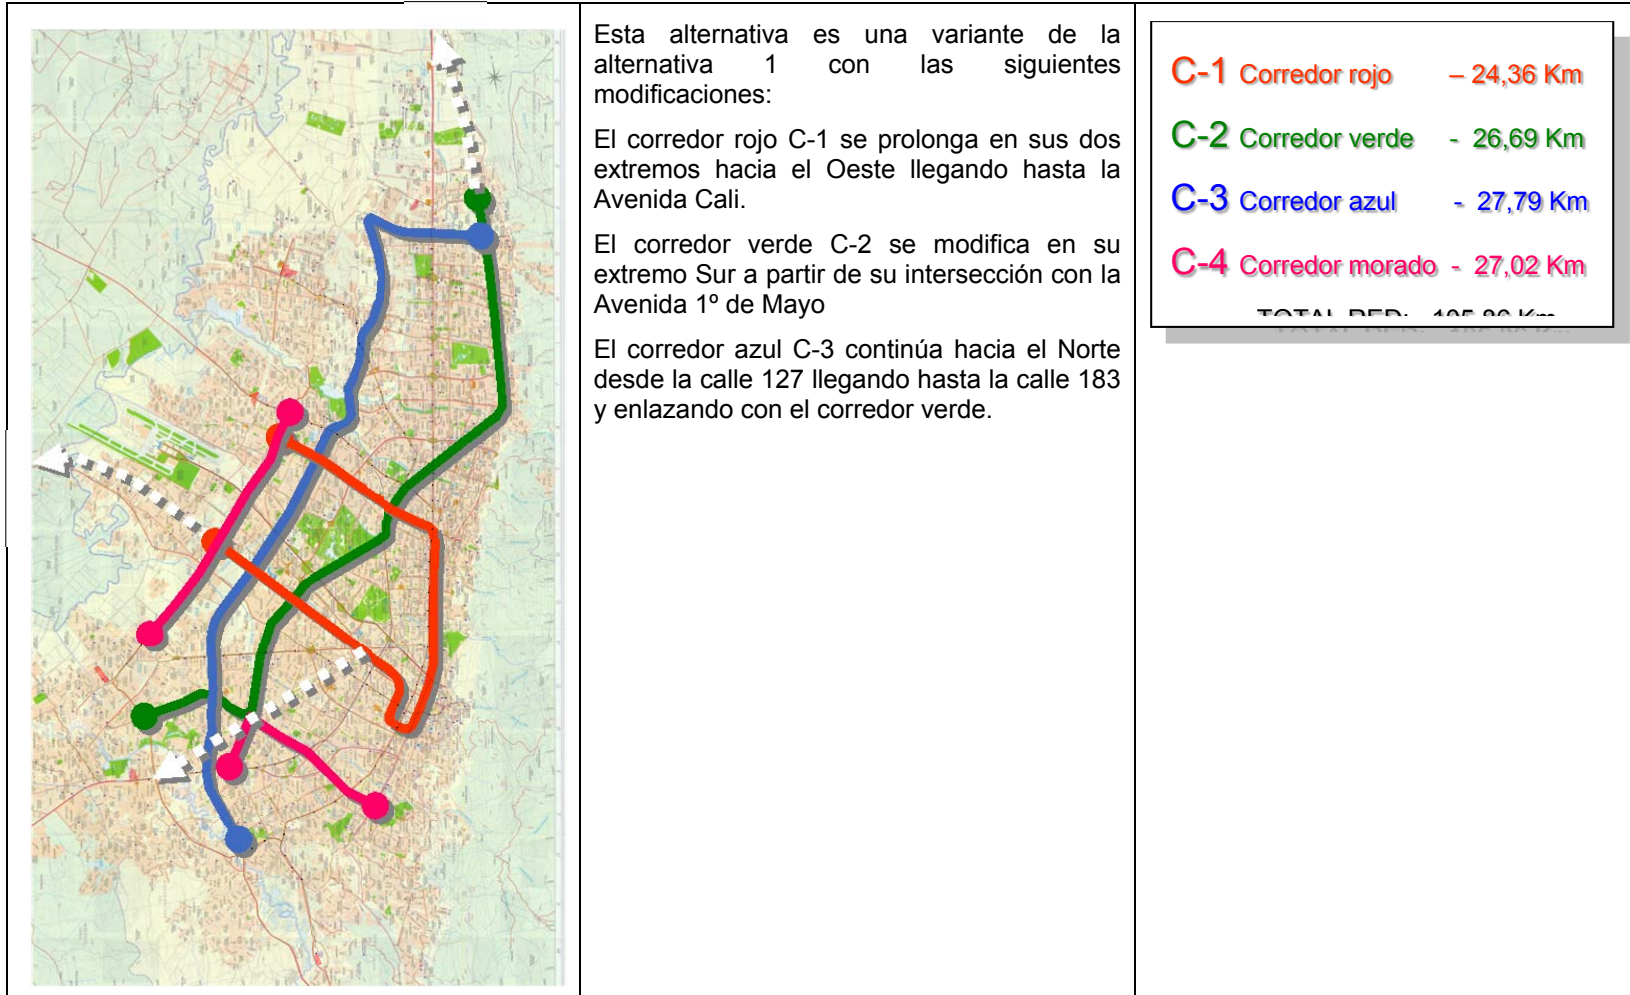 Esta alternativa es una variante de la
alternativa 1 con las siguientes
modificaciones:
El corredor rojo C-1 se prolonga en sus dos
extremos hacia el Oeste llegando hasta la
Avenida Cali.
El corredor verde C-2 se modifica en su
extremo Sur a partir de su intersección con la
Avenida 1º de Mayo
El corredor azul C-3 continúa hacia el Norte
desde la calle 127 llegando hasta la calle 183
y enlazando con el corredor verde.
C-1 Corredor rojo – 24,36 Km
C-2 Corredor verde - 26,69 Km
C-3 Corredor azul - 27,79 Km
C-4 Corredor morado - 27,02 Km
TOTAL RED: 105,86 Km